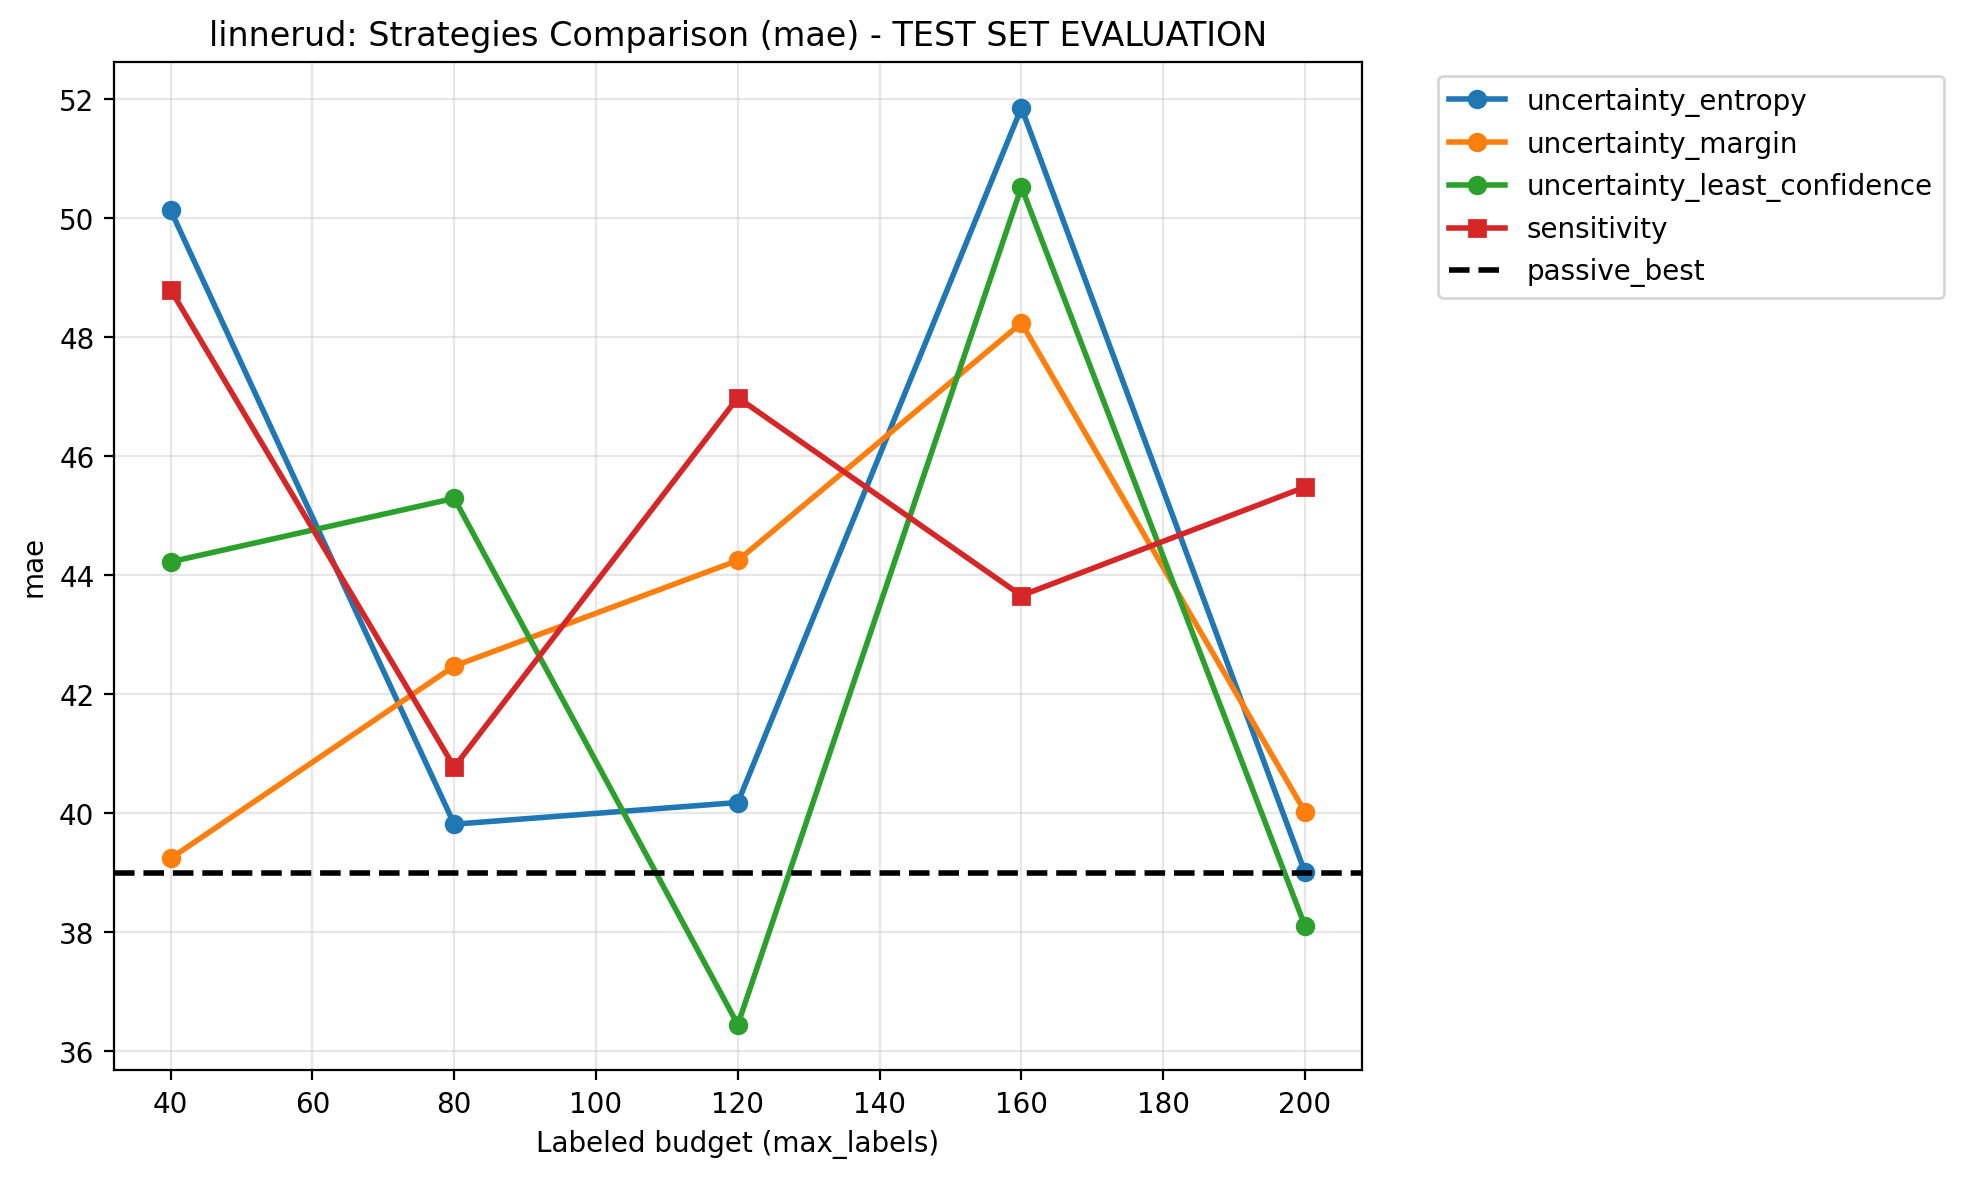 linnerud: Strategies Comparison (mae) - TEST SET EVALUATION
uncertainty_entropy
uncertainty_margin
uncertainty_least_confidence
sensitivity
passive_best
mae
52
50
48
46
44
42
40
38
36
40 60 80 100 120 140 160 180 200
Labeled budget (max_labels)